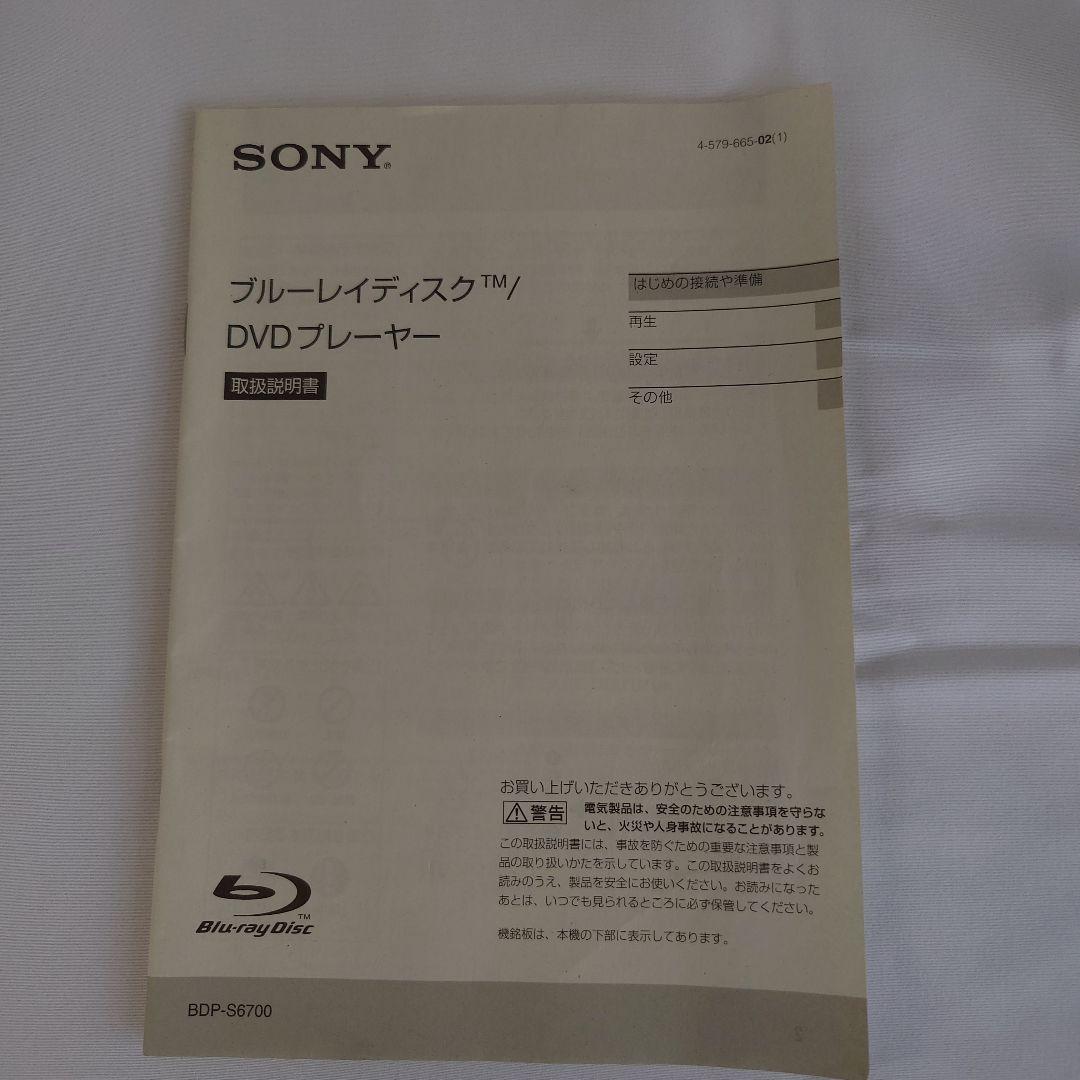 SONY®
4-579-665-02(1)
ブルーレイディスク™/
DVDプレーヤー
取扱説明書
はじめの接続や準備
再生
設定
その他
お買い上げいただきありがとうございます。
警告
電気製品は、安全のための注意事項を守らな
いと、火災や人身事故になることがあります。
この取扱説明書には、事故を防ぐための重要な注意事項と製
品の取り扱いかたを示しています。この取扱説明書をよくお
読みのうえ、製品を安全にお使いください。お読みになった
あとは、いつでも見られるところに必ず保管してください。
機銘板は、本機の下部に表示してあります。
Blu-ray Disc™
BDP-S6700